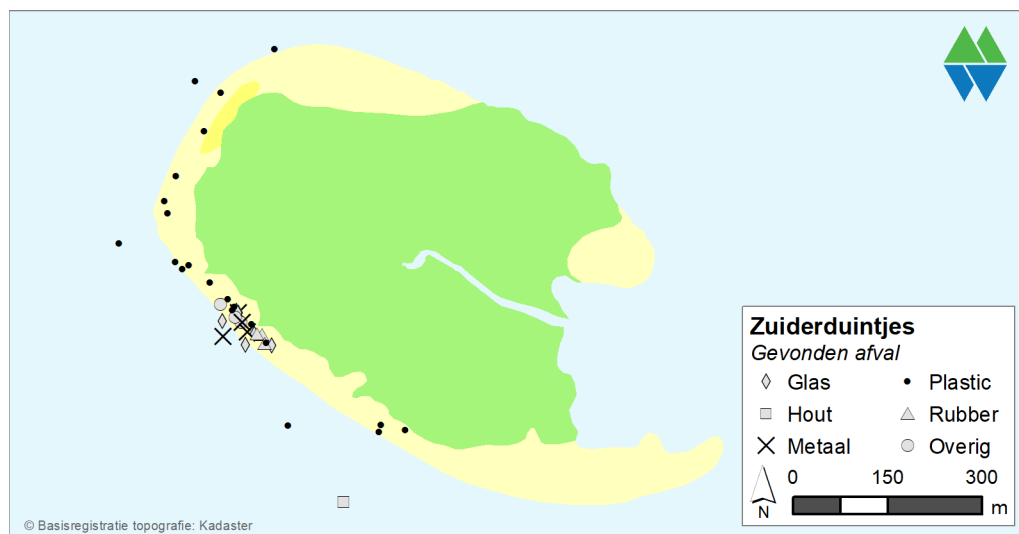 Zuiderduintjes
Gevonden afval
Glas
Plastic
Hout
Rubber
Metaal
Overig
0 150 300
m
N
© Basisregistratie topografie: Kadaster